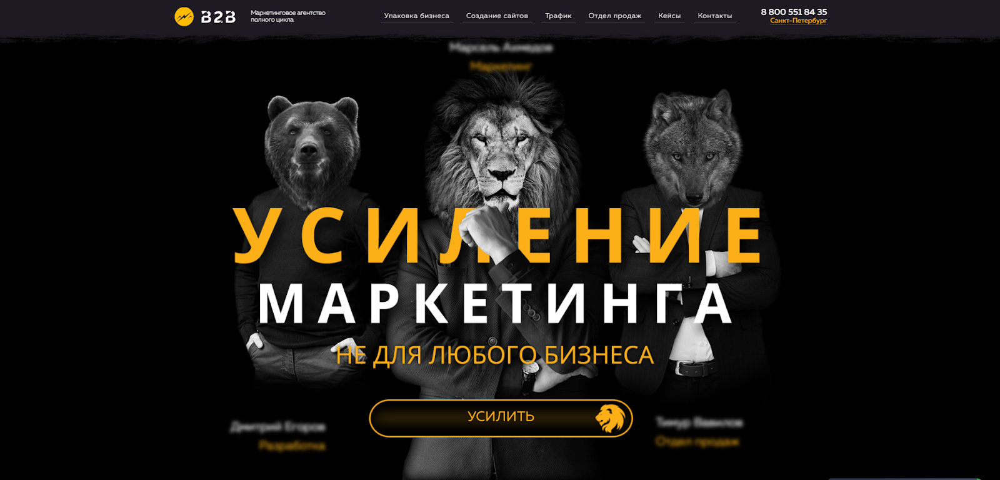 B2B
Маркетинговое агентство
полного цикла
Упаковка бизнеса
Создание сайтов
Трафик
Отдел продаж
Кейсы
Контакты
8 800 551 84 35
Санкт-Петербург
Марсель Ахмедов
Маркетинг
УСИЛЕНИЕ
МАРКЕТИНГА
НЕ ДЛЯ ЛЮБОГО БИЗНЕСА
УСИЛИТЬ
Дмитрий Егоров
Разработка
Тимур Вавилов
Отдел продаж